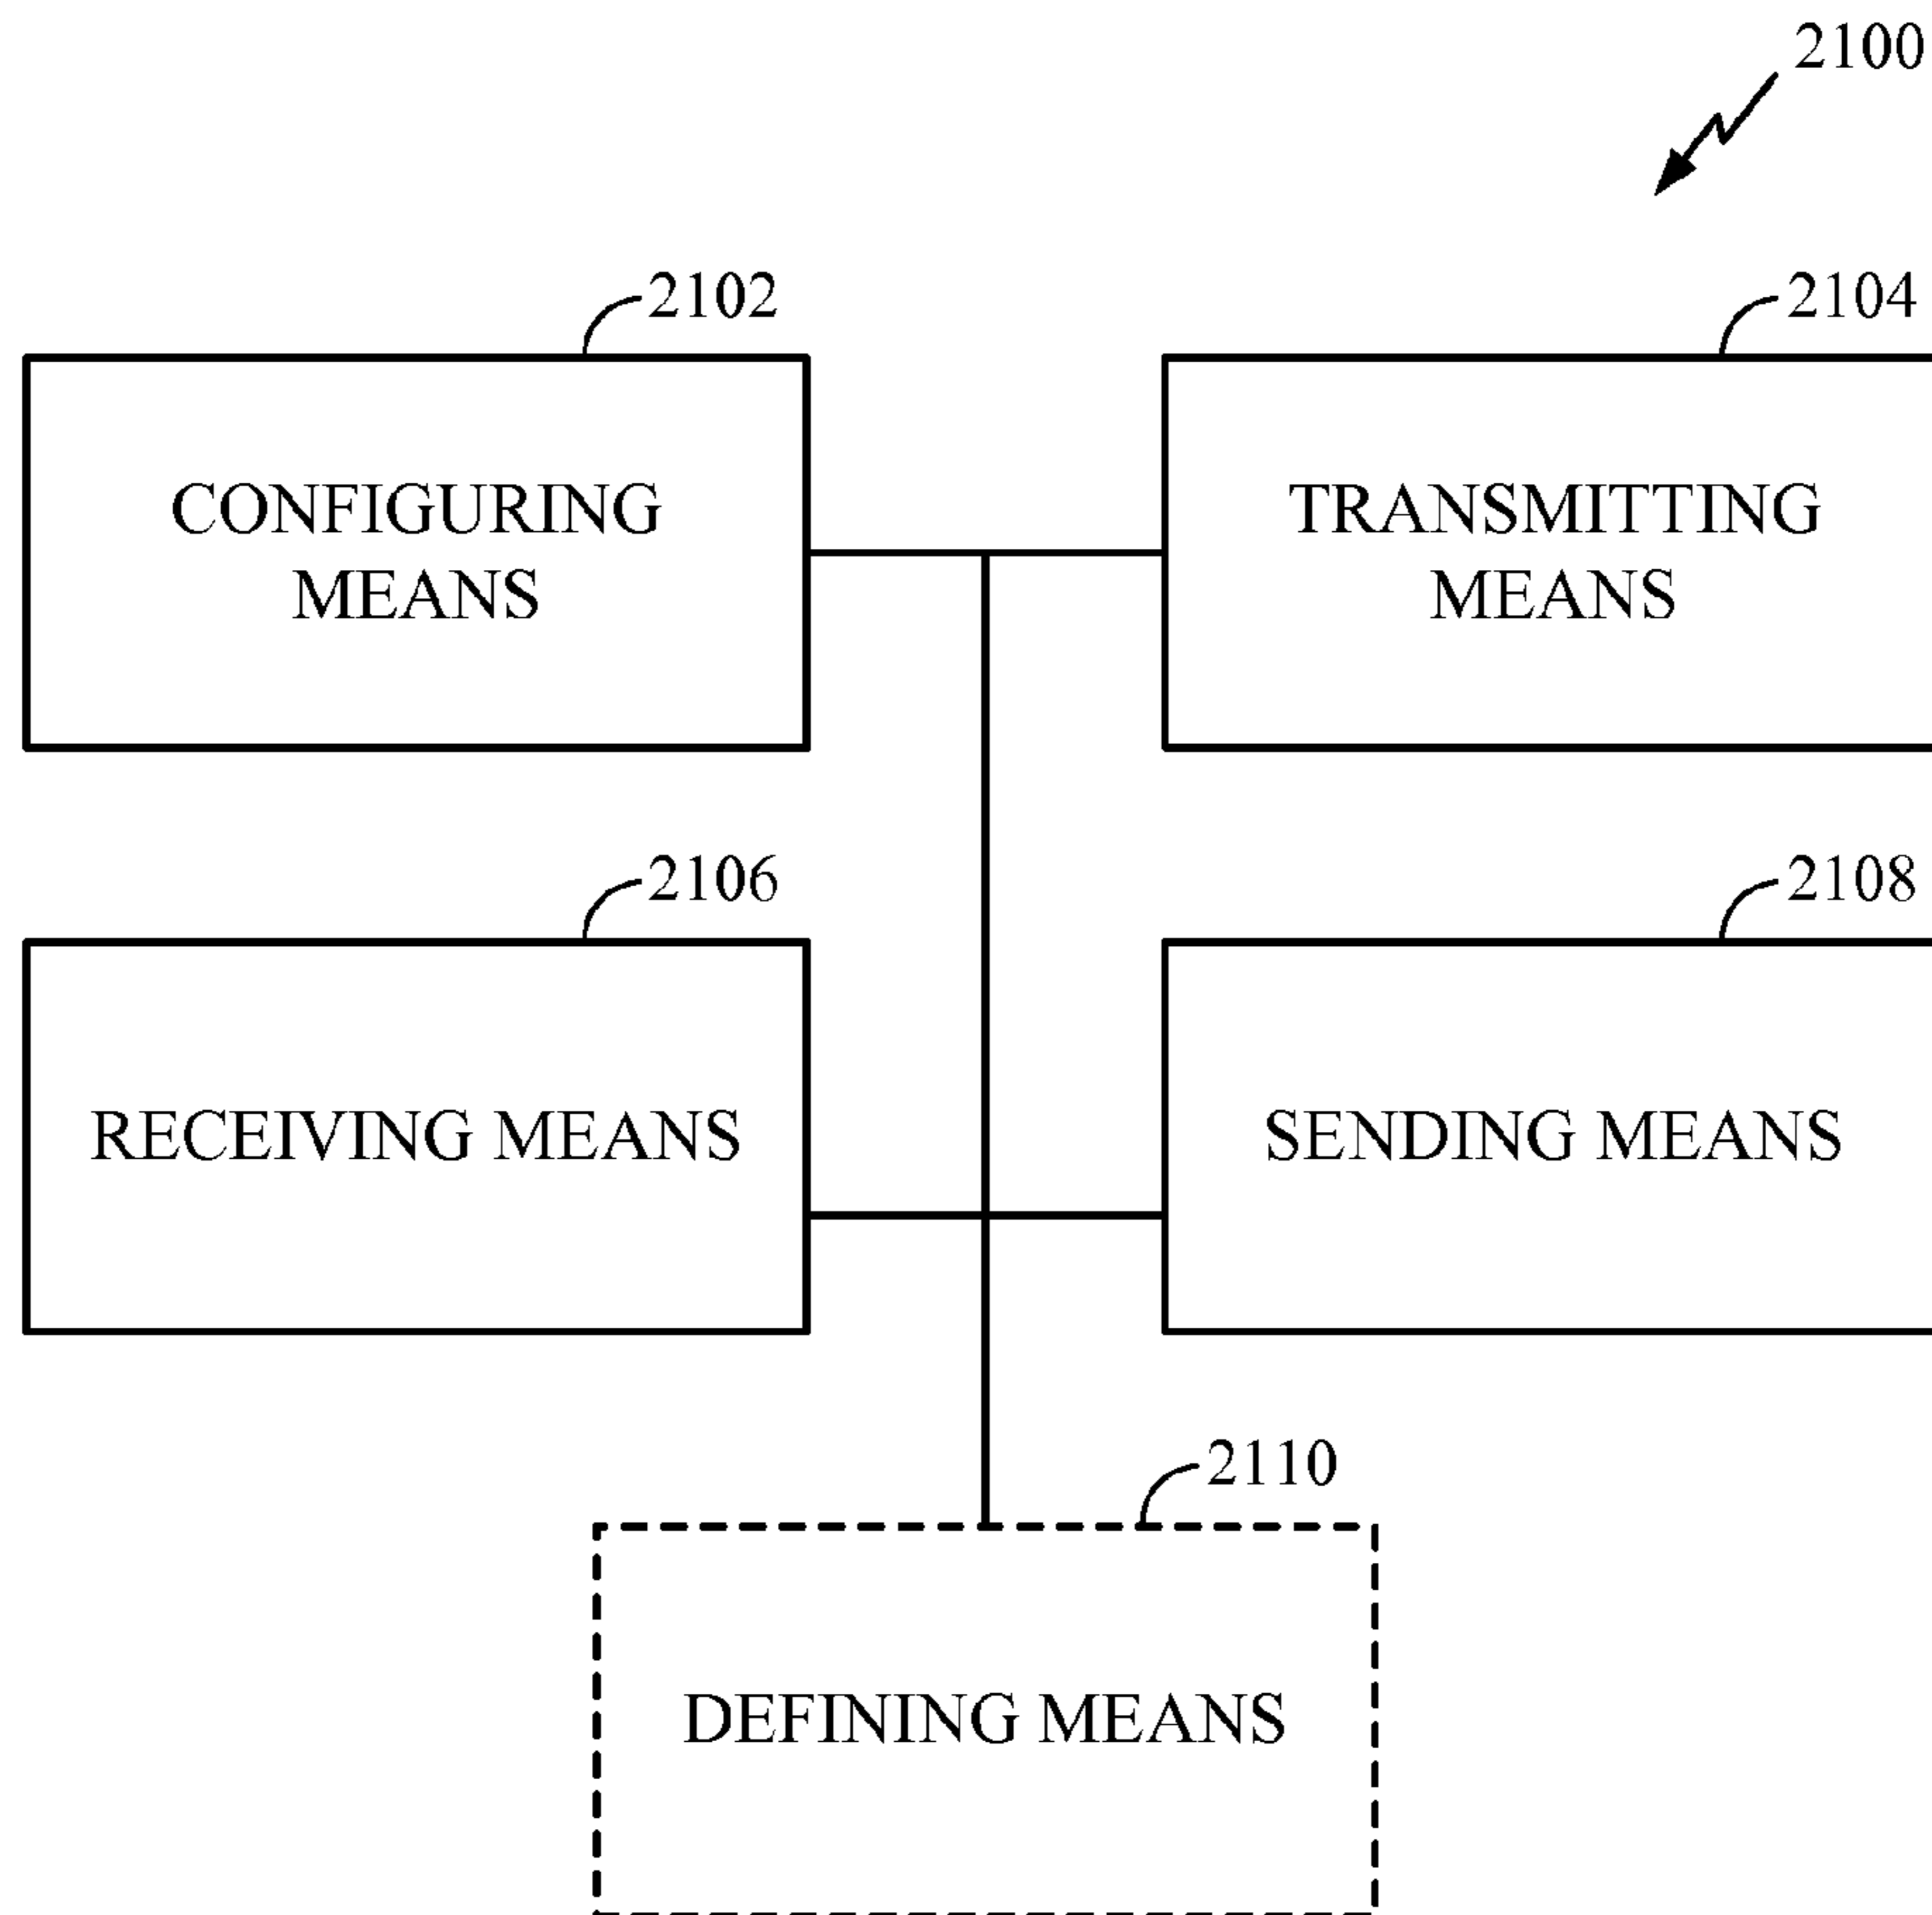 2100
2102
2104
CONFIGURING
MEANS
TRANSMITTING
MEANS
2106
2108
RECEIVING MEANS
SENDING MEANS
2110
DEFINING MEANS